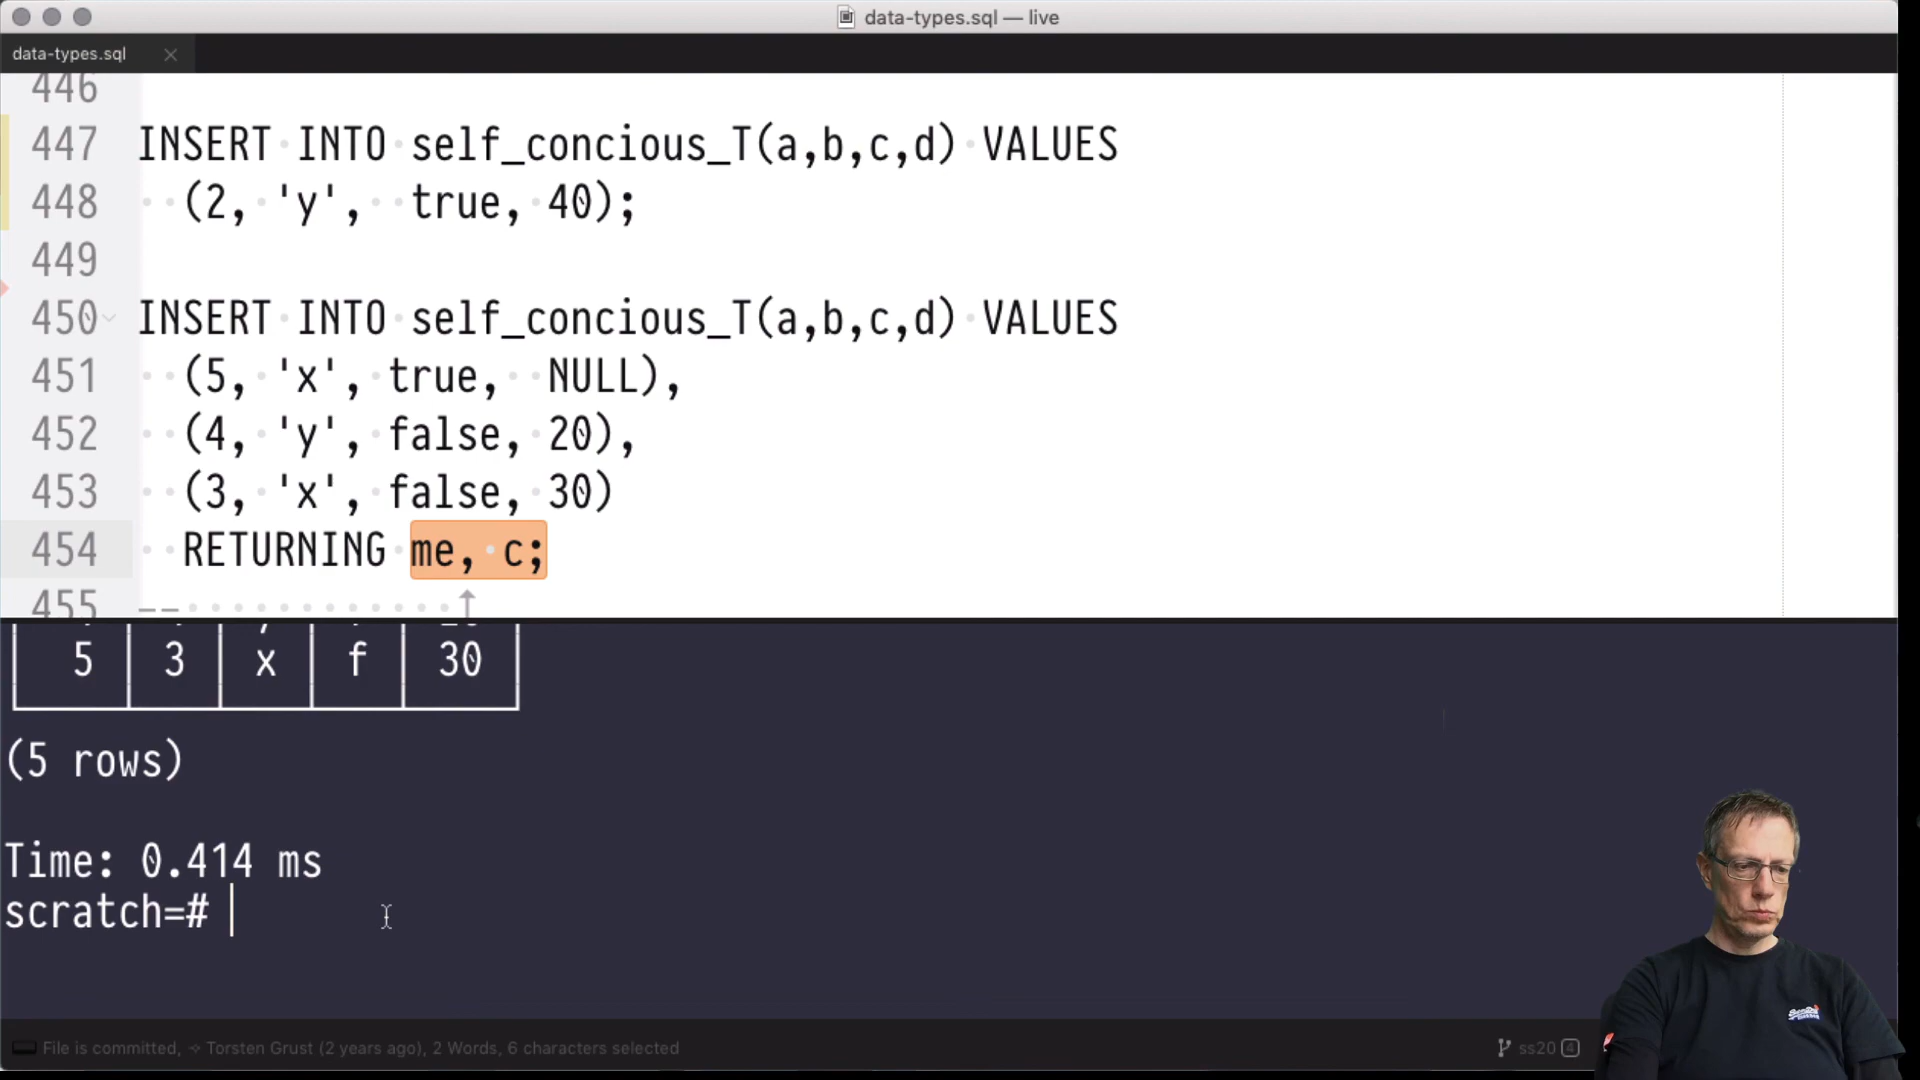 data-types.sql — live
data-types.sql
446
447 INSERT INTO self_concious_T(a,b,c,d) VALUES
448 (2, 'y', true, 40);
449
450 INSERT INTO self_concious_T(a,b,c,d) VALUES
451 (5, 'x', true, NULL),
452 (4, 'y', false, 20),
453 (3, 'x', false, 30)
454 RETURNING me, c;
455 -- ↑
5 | 3 | x | f | 30
(5 rows)
Time: 0.414 ms
scratch=#
File is committed, Torsten Grust (2 years ago), 2 Words, 6 characters selected
ss20 4